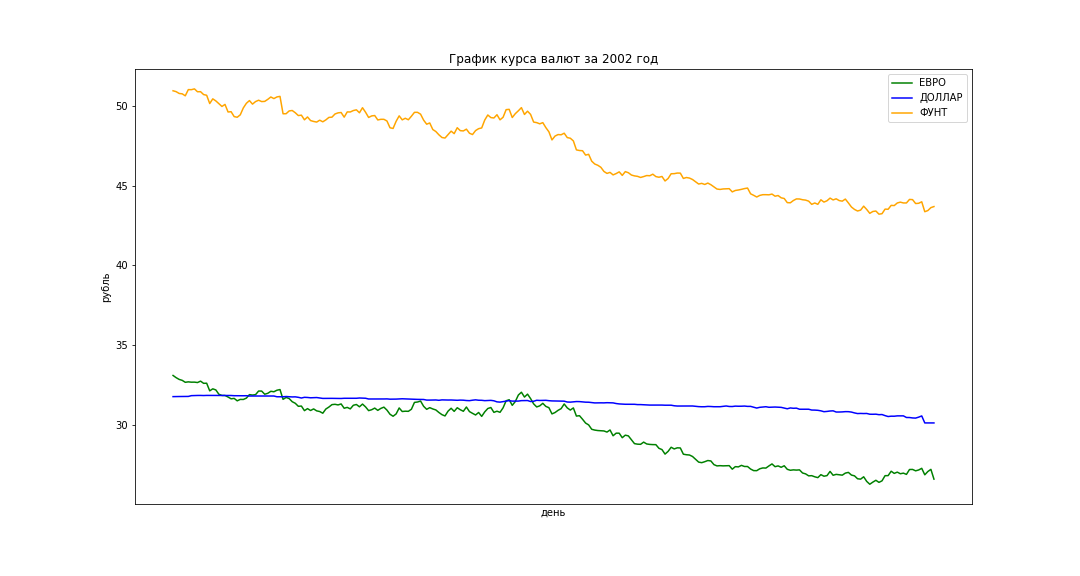 График курса валют за 2002 год
ЕВРО
ДОЛЛАР
ФУНТ
50
45
40
35
30
рубль
день